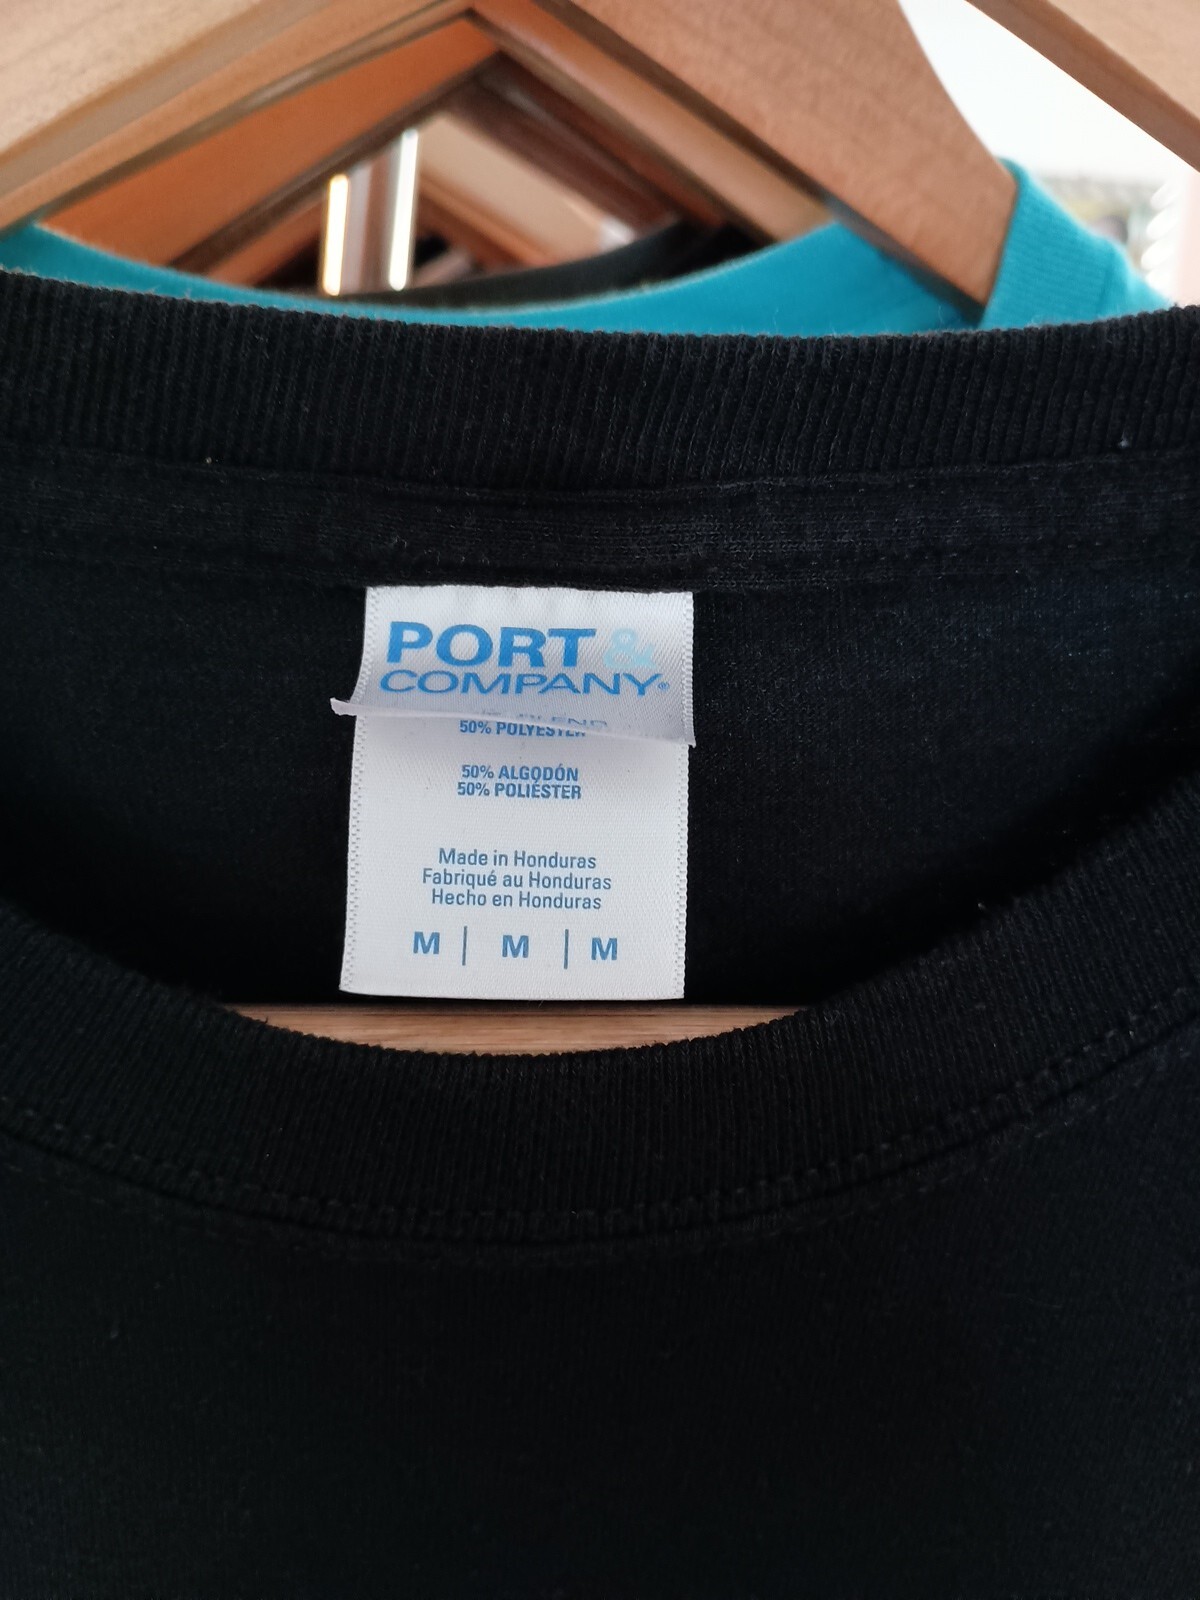 PORT &
COMPANY®
50% POLYESTER
50% ALGODÓN
50% POLIÉSTER
Made in Honduras
Fabriqué au Honduras
Hecho en Honduras
M | M | M